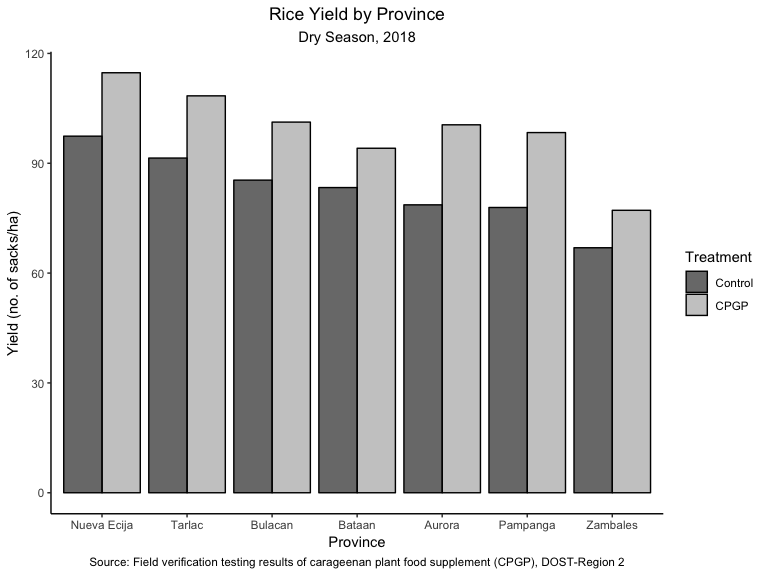 Rice Yield by Province
Dry Season, 2018
Yield (no. of sacks/ha)
120
90
60
30
0
Nueva Ecija
Tarlac
Bulacan
Bataan
Aurora
Pampanga
Zambales
Province
Treatment
Control
CPGP
Source: Field verification testing results of carageenan plant food supplement (CPGP), DOST-Region 2